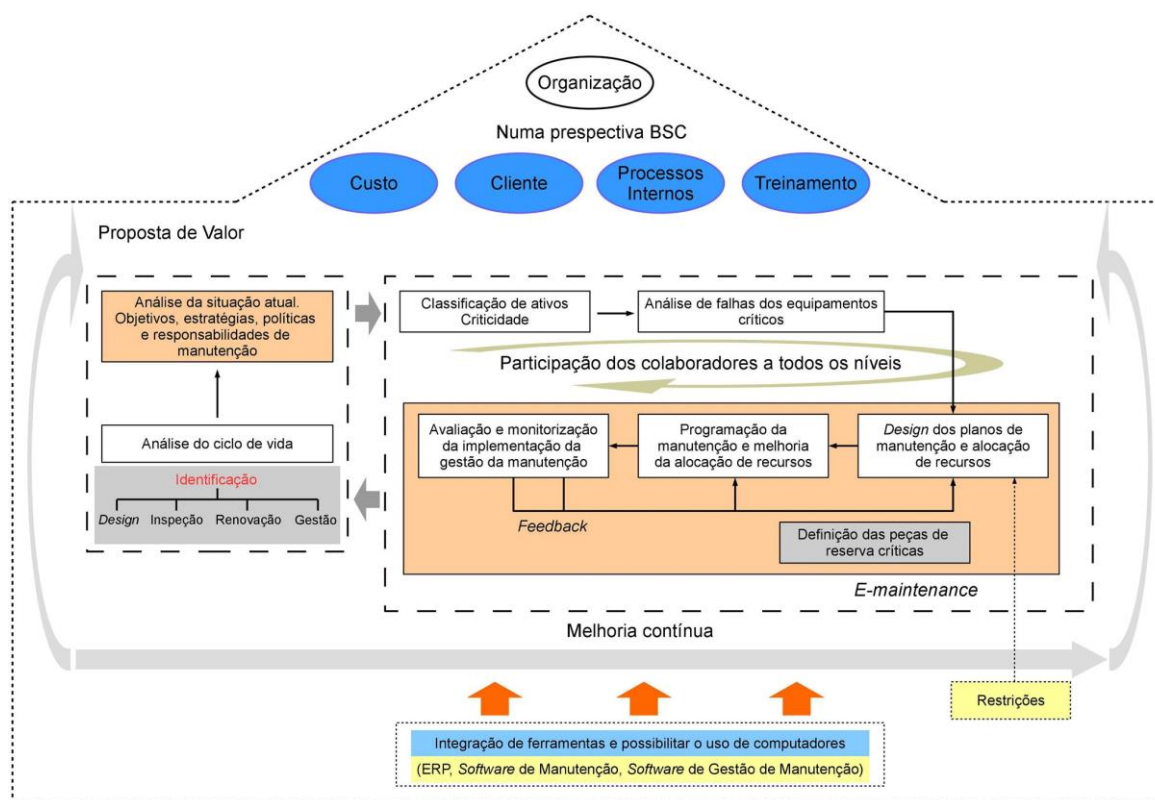 Organização
Numa prespectiva BSC
Custo
Cliente
Processos
Internos
Treinamento
Proposta de Valor
Análise da situação atual.
Objetivos, estratégias, políticas
e responsabilidades de
manutenção
Análise do ciclo de vida
Identificação
Design Inspeção Renovação Gestão
Classificação de ativos
Criticidade
Análise de falhas dos equipamentos
críticos
Participação dos colaboradores a todos os níveis
Avaliação e monitorização
da implementação da
gestão da manutenção
Programação da
manutenção e melhoria
da alocação de recursos
Design dos planos de
manutenção e alocação
de recursos
Feedback
Definição das peças de
reserva críticas
E-maintenance
Melhoria contínua
Restrições
Integração de ferramentas e possibilitar o uso de computadores
(ERP, Software de Manutenção, Software de Gestão de Manutenção)